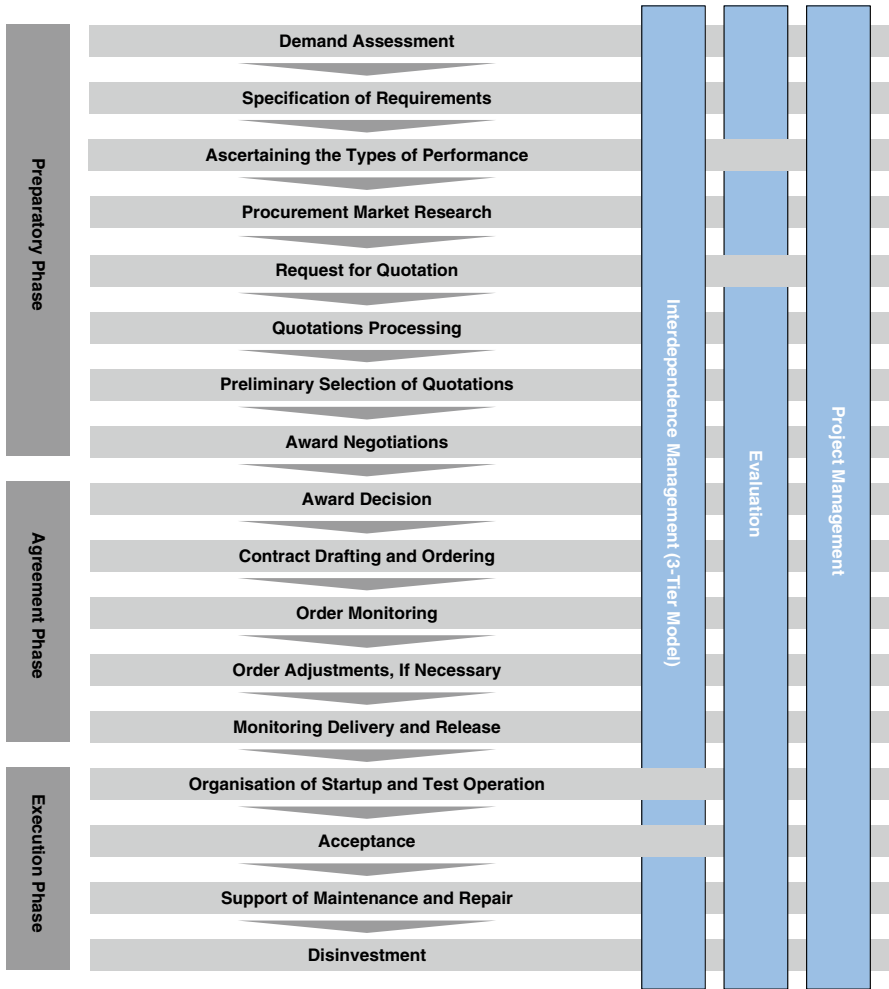 Preparatory Phase
Demand Assessment
Specification of Requirements
Ascertaining the Types of Performance
Procurement Market Research
Request for Quotation
Quotations Processing
Preliminary Selection of Quotations
Award Negotiations
Agreement Phase
Award Decision
Contract Drafting and Ordering
Order Monitoring
Order Adjustments, If Necessary
Monitoring Delivery and Release
Execution Phase
Organisation of Startup and Test Operation
Acceptance
Support of Maintenance and Repair
Disinvestment
Interdependence Management (3-Tier Model)
Evaluation
Project Management